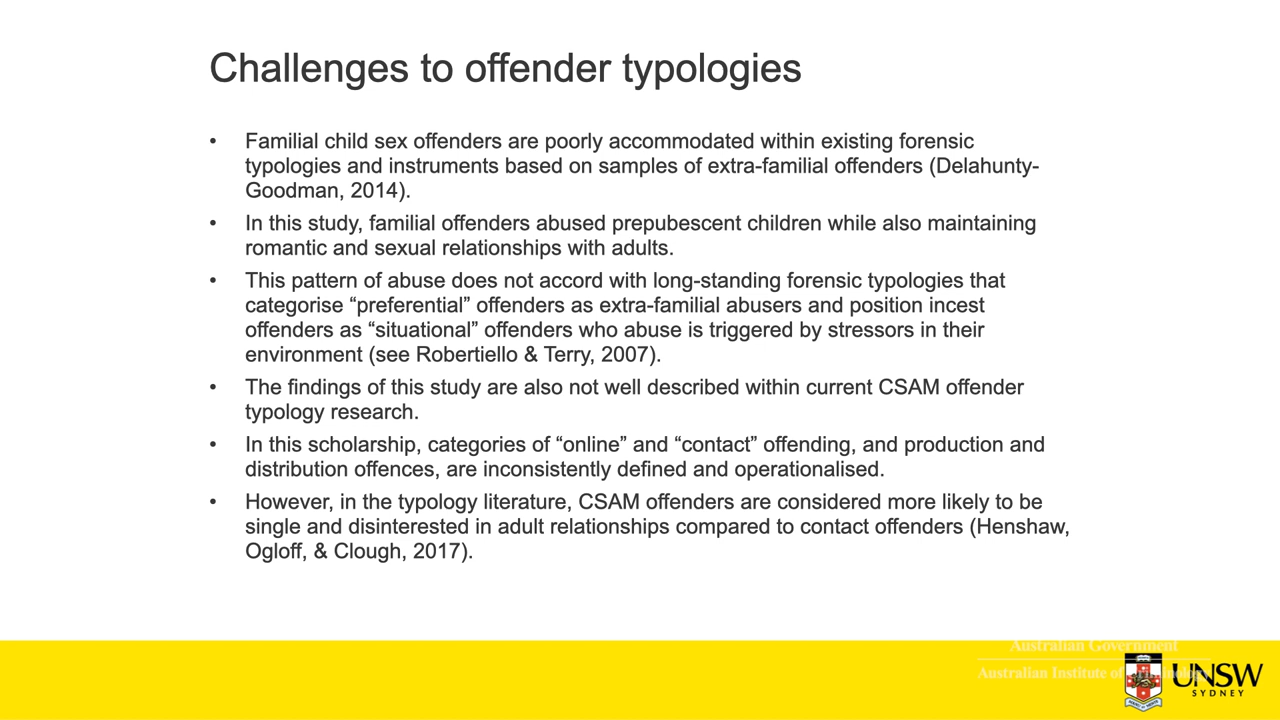 Challenges to offender typologies
• Familial child sex offenders are poorly accommodated within existing forensic
typologies and instruments based on samples of extra-familial offenders (Delahunty-
Goodman, 2014).
• In this study, familial offenders abused prepubescent children while also maintaining
romantic and sexual relationships with adults.
• This pattern of abuse does not accord with long-standing forensic typologies that
categorise “preferential” offenders as extra-familial abusers and position incest
offenders as “situational” offenders who abuse is triggered by stressors in their
environment (see Robertiello & Terry, 2007).
• The findings of this study are also not well described within current CSAM offender
typology research.
• In this scholarship, categories of “online” and “contact” offending, and production and
distribution offences, are inconsistently defined and operationalised.
• However, in the typology literature, CSAM offenders are considered more likely to be
single and disinterested in adult relationships compared to contact offenders (Henshaw,
Ogloff, & Clough, 2017).
Australian Government
Australian Institute of
UNSW
SYDNEY